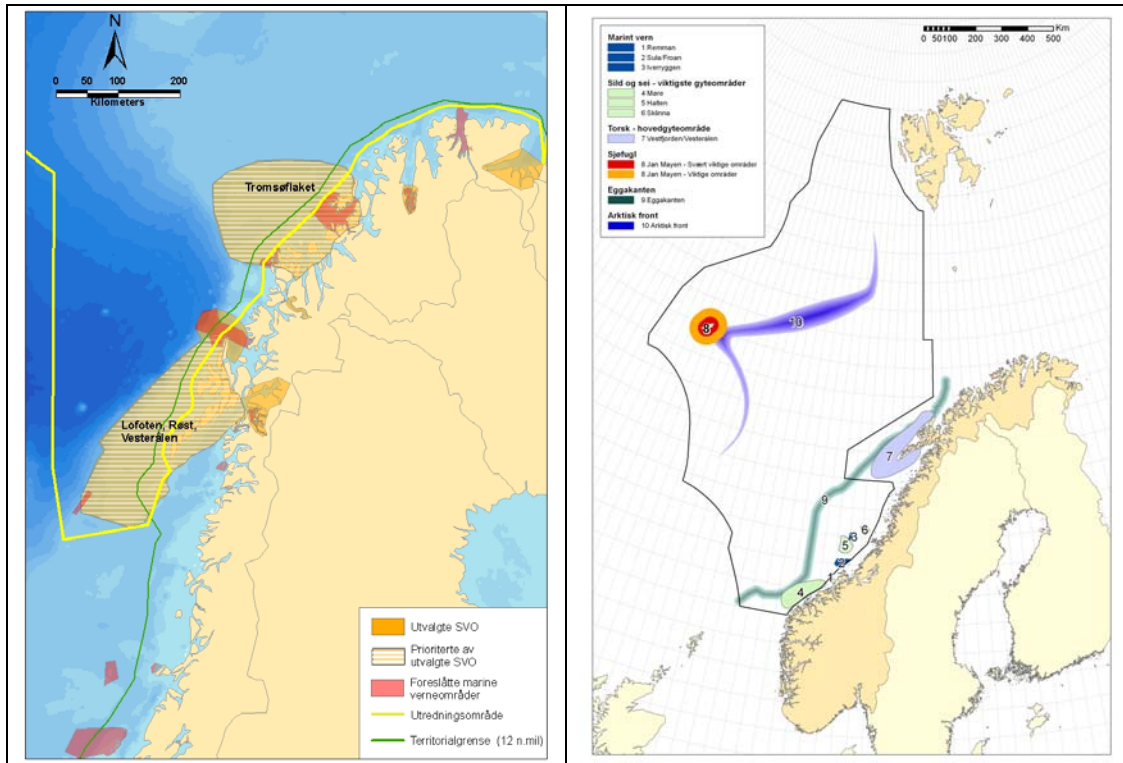 N
0 50 100 200
Kilometers
Tromsøflaket
Lofoten, Røst,
Vesterålen
Utvalgte SVO
Prioriterte av
utvalgte SVO
Foreslåtte marine
verneområder
Utredningsområde
Territorialgrense (12 n.mil)
Km
0 50 100 200 300 400 500
Marint vern
1 Remman
2 Sula/Froan
3 Iverryggen
Sild og sei - viktigste gyteområder
4 Møre
5 Halten
6 Sklinna
Torsk - hovedgyteområde
7 Vestfjorden/Vesterålen
Sjøfugl
8 Jan Mayen - Svært viktige områder
8 Jan Mayen - Viktige områder
Eggakanten
9 Eggakanten
Arktisk front
10 Arktisk front
8
10
7
9
6
3
5
2
1
4